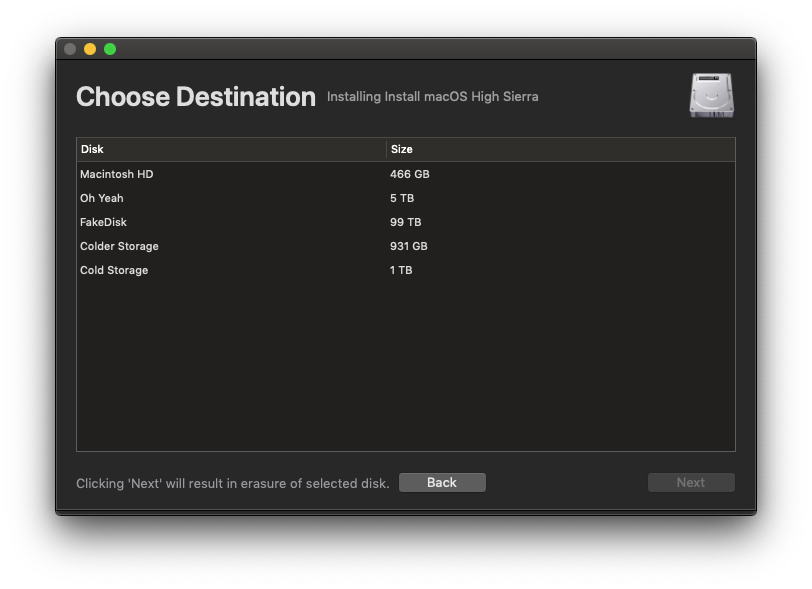 Choose Destination Installing Install macOS High Sierra
Disk Size
Macintosh HD 466 GB
Oh Yeah 5 TB
FakeDisk 99 TB
Colder Storage 931 GB
Cold Storage 1 TB
Clicking 'Next' will result in erasure of selected disk. Back Next